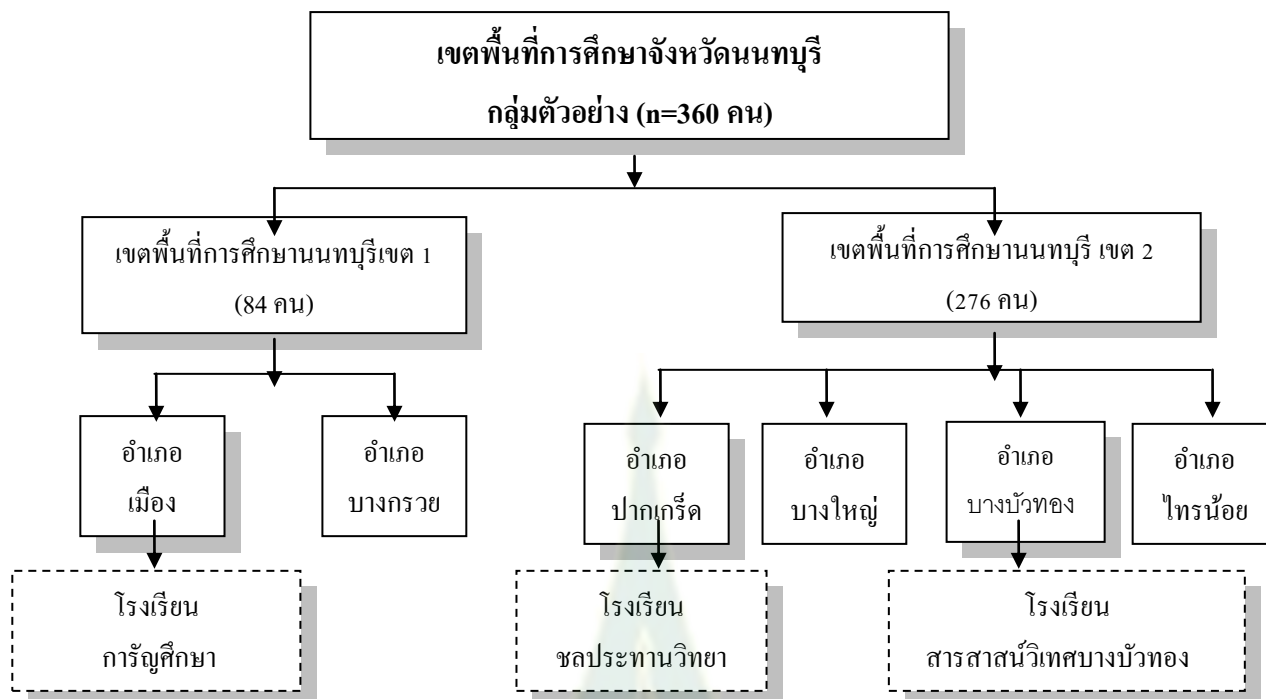 เขตพื้นที่การศึกษาจังหวัดนนทบุรี
กลุ่มตัวอย่าง (n=360 คน)
เขตพื้นที่การศึกษานนทบุรีเขต 1
(84 คน)
เขตพื้นที่การศึกษานนทบุรี เขต 2
(276 คน)
อำเภอ
เมือง
อำเภอ
บางกรวย
อำเภอ
ปากเกร็ด
อำเภอ
บางใหญ่
อำเภอ
บางบัวทอง
อำเภอ
ไทรน้อย
โรงเรียน
การัญศึกษา
โรงเรียน
ชลประทานวิทยา
โรงเรียน
สารสาสน์วิเทศบางบัวทอง